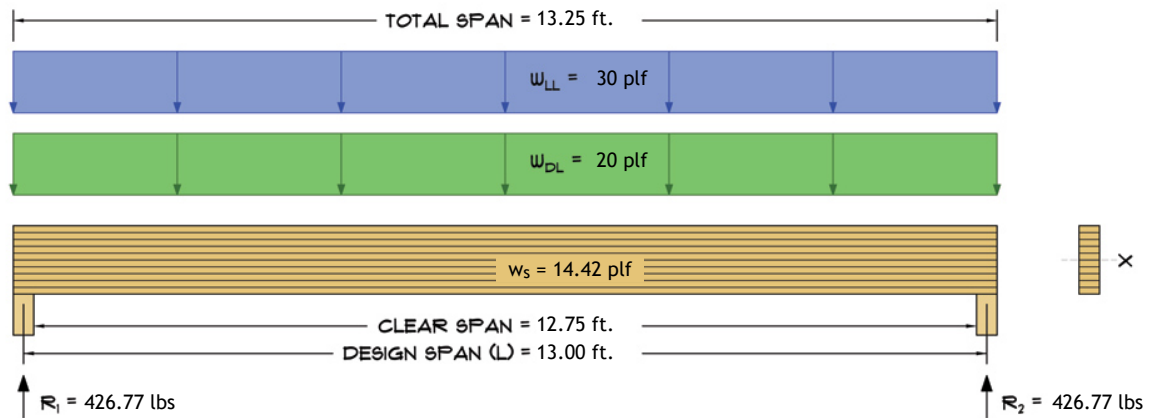 TOTAL SPAN = 13.25 ft.
WLL = 30 plf
WDL = 20 plf
ws = 14.42 plf
X
CLEAR SPAN = 12.75 ft.
DESIGN SPAN (L) = 13.00 ft.
R1 = 426.77 lbs
R2 = 426.77 lbs